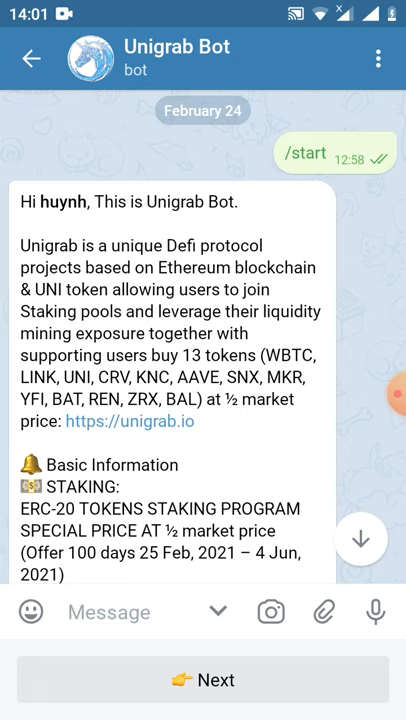 14:01
Unigrab Bot
bot
February 24
/start 12:58
Hi huynh, This is Unigrab Bot.
Unigrab is a unique Defi protocol
projects based on Ethereum blockchain
& UNI token allowing users to join
Staking pools and leverage their liquidity
mining exposure together with
supporting users buy 13 tokens (WBTC,
LINK, UNI, CRV, KNC, AAVE, SNX, MKR,
YFI, BAT, REN, ZRX, BAL) at ½ market
price: https://unigrab.io
🔔 Basic Information
💵 STAKING:
ERC-20 TOKENS STAKING PROGRAM
SPECIAL PRICE AT ½ market price
(Offer 100 days 25 Feb, 2021 – 4 Jun,
2021)
Message
👉 Next